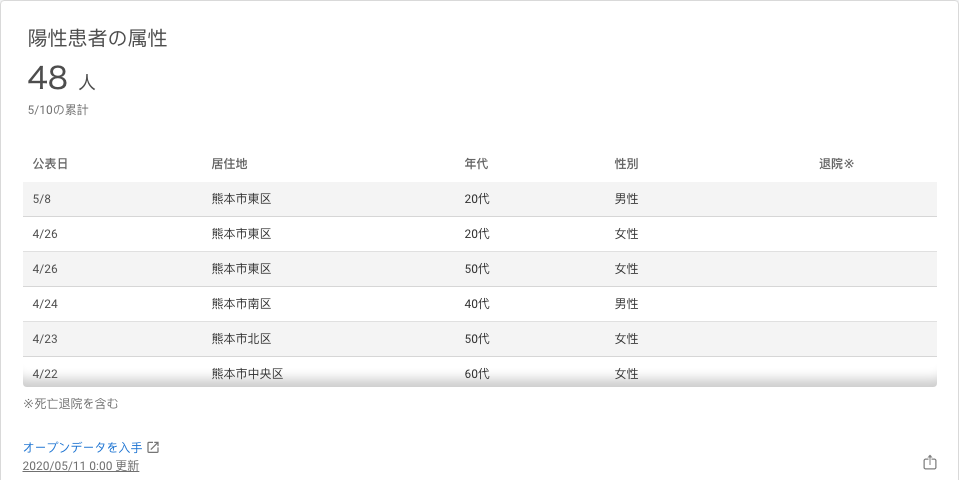 陽性患者の属性
48 人
5/10の累計
公表日 居住地 年代 性別 退院※
5/8 熊本市東区 20代 男性
4/26 熊本市東区 20代 女性
4/26 熊本市東区 50代 女性
4/24 熊本市南区 40代 男性
4/23 熊本市北区 50代 女性
4/22 熊本市中央区 60代 女性
※死亡退院を含む
オープンデータを入手
2020/05/11 0:00 更新